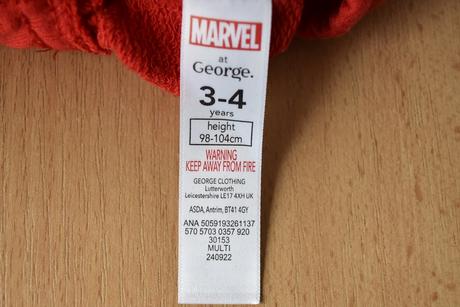 MARVEL
at
George.
3-4
years
height
98-104cm
WARNING
KEEP AWAY FROM FIRE
GEORGE CLOTHING
Lutterworth
Leicestershire LE17 4XH UK
ASDA, Antrim, BT41 4GY
ANA 5059193261137
570 5703 0357 920
30153
MULTI
240922